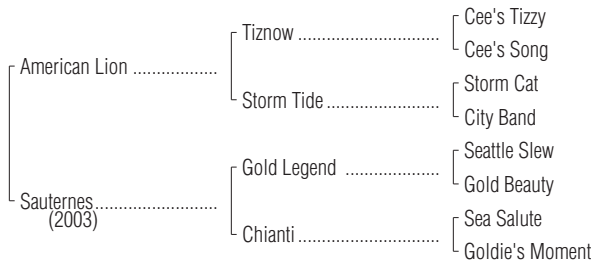 Cee's Tizzy
Tiznow
Cee's Song
American Lion
Storm Cat
Storm Tide
City Band
Seattle Slew
Gold Legend
Gold Beauty
Sauternes
(2003)
Sea Salute
Chianti
Goldie's Moment